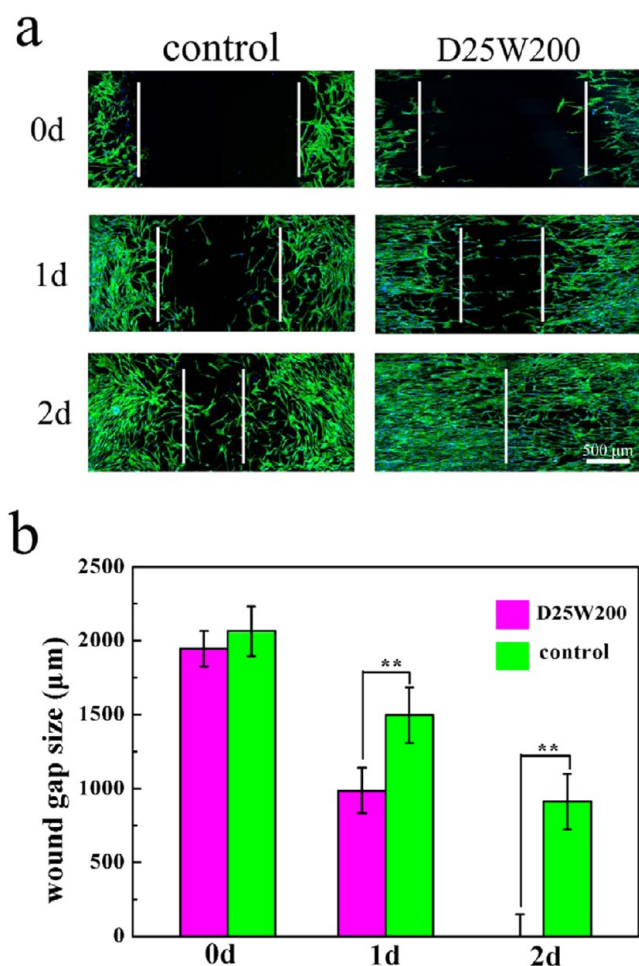 a
control D25W200
0d
1d
2d
500 μm
b
2500
2000
1500
1000
500
0
wound gap size (μm)
D25W200
control
**
**
0d 1d 2d